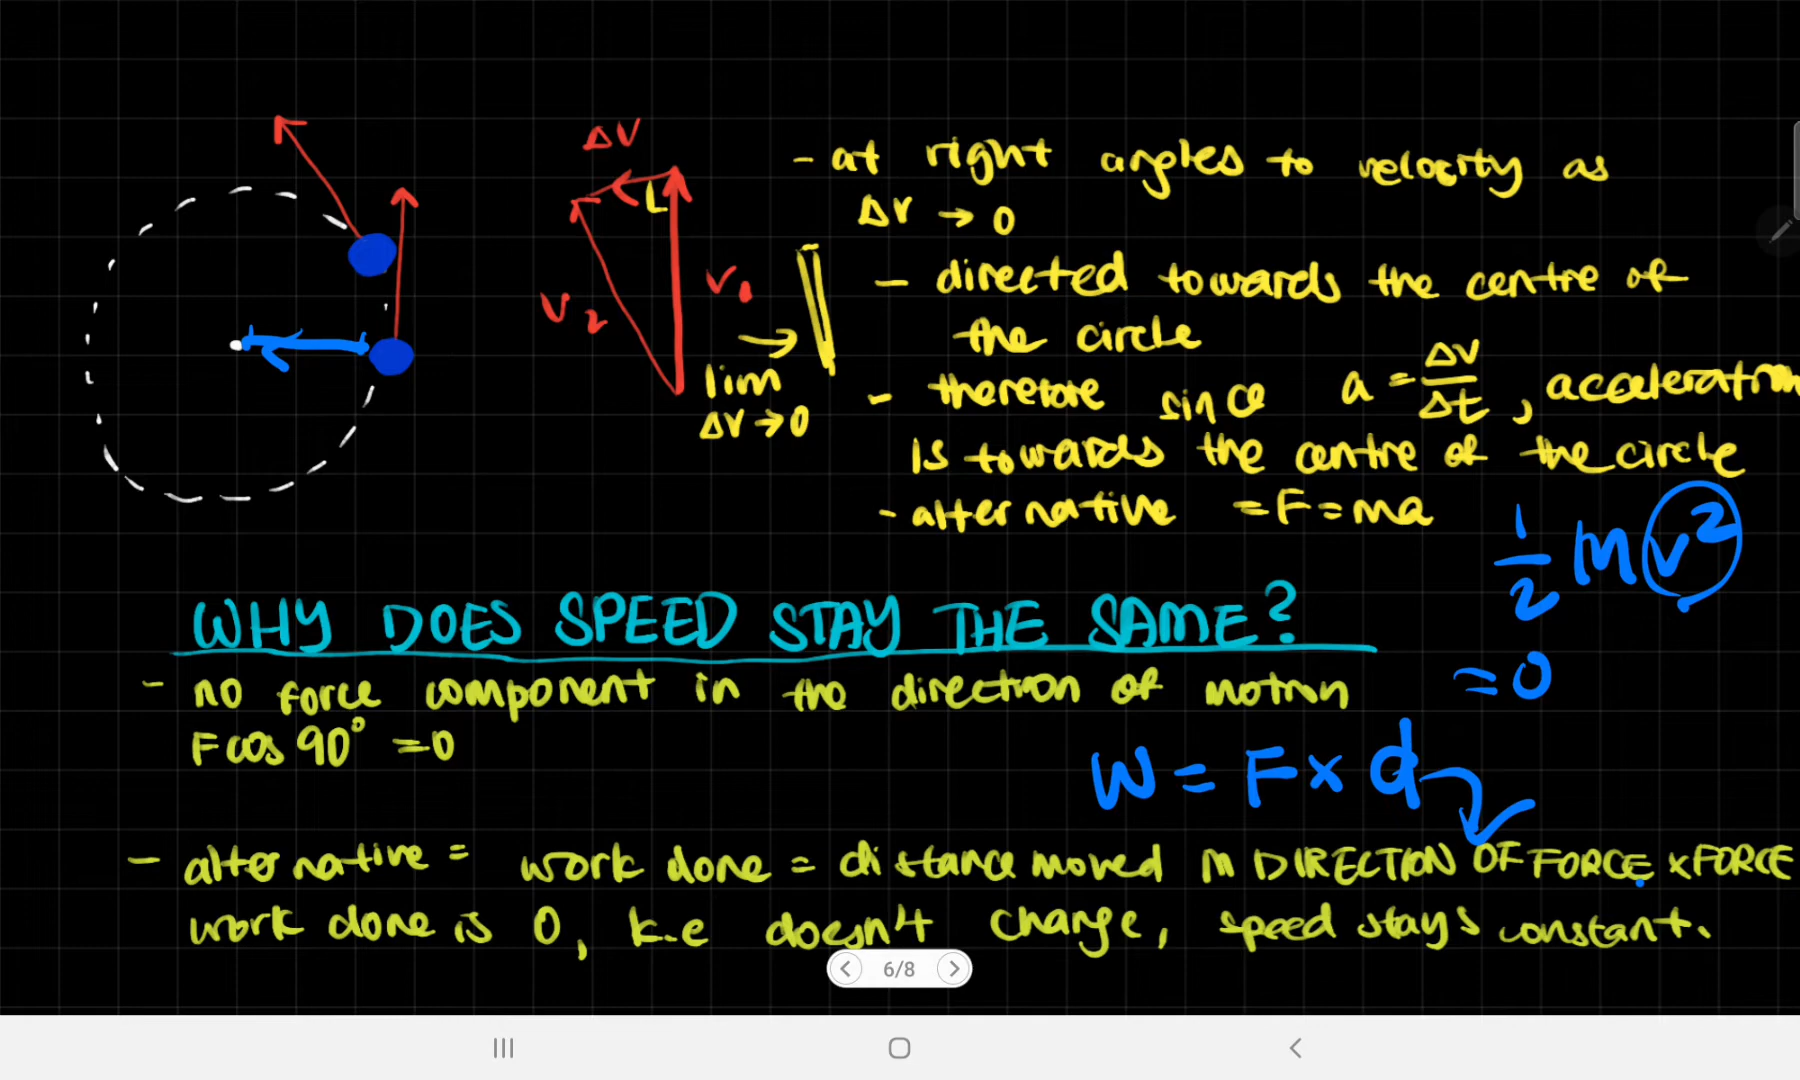 ΔV
- at right angles to velocity as
Δv → 0
V₁
V₂
- directed towards the centre of
the circle
lim
Δv → 0
- therefore since a = Δv/Δt, acceleration
is towards the centre of the circle
- alternative = F = ma
1/2 mv²
= 0
WHY DOES SPEED STAY THE SAME?
- no force component in the direction of motion
F cos 90° = 0
W = F × d
- alternative = work done = distance moved IN DIRECTION OF FORCE × FORCE
work done is 0, k.e doesn't change, speed stays constant.
6/8